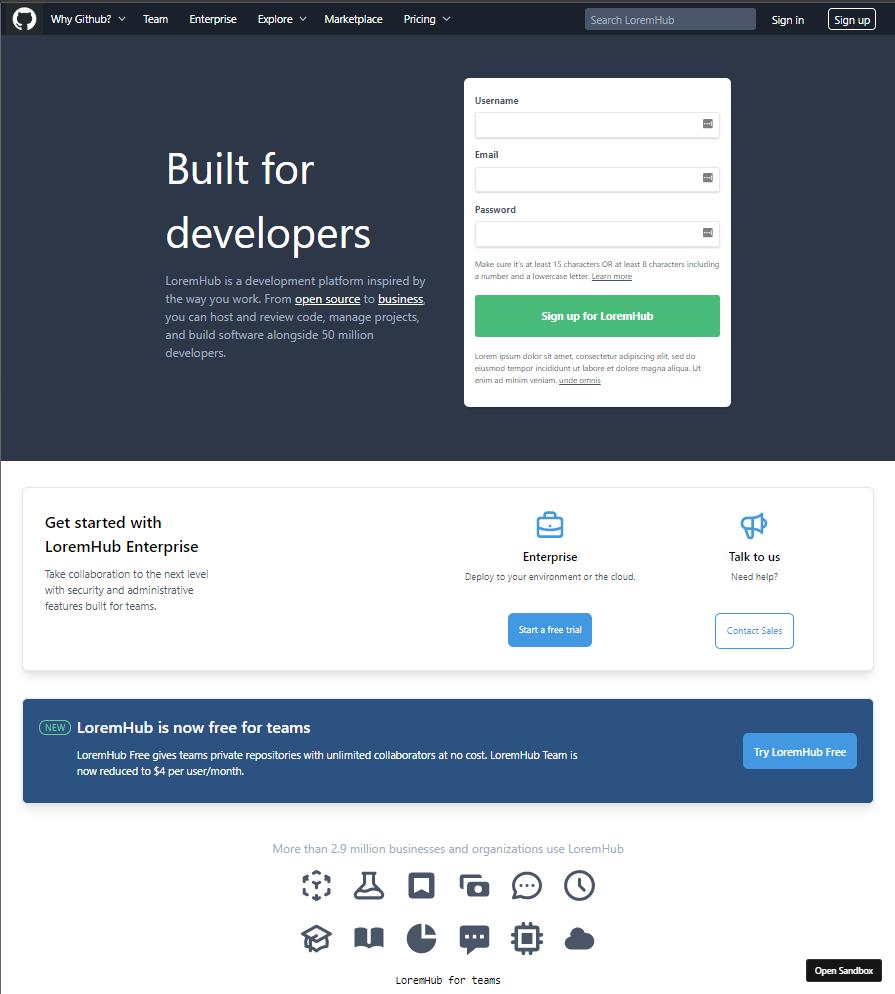 Why Github? Team Enterprise Explore Marketplace Pricing Search LoremHub Sign in Sign up
Built for
developers
LoremHub is a development platform inspired by
the way you work. From open source to business,
you can host and review code, manage projects,
and build software alongside 50 million
developers.
Username
Email
Password
Make sure it's at least 15 characters OR at least 8 characters including
a number and a lowercase letter. Learn more
Sign up for LoremHub
Lorem ipsum dolor sit amet, consectetur adipiscing elit, sed do
eiusmod tempor incididunt ut labore et dolore magna aliqua. Ut
enim ad minim veniam. unde omnis
Get started with
LoremHub Enterprise
Take collaboration to the next level
with security and administrative
features built for teams.
Enterprise
Deploy to your environment or the cloud.
Start a free trial
Talk to us
Need help?
Contact Sales
NEW LoremHub is now free for teams
LoremHub Free gives teams private repositories with unlimited collaborators at no cost. LoremHub Team is
now reduced to $4 per user/month.
Try LoremHub Free
More than 2.9 million businesses and organizations use LoremHub
LoremHub for teams
Open Sandbox